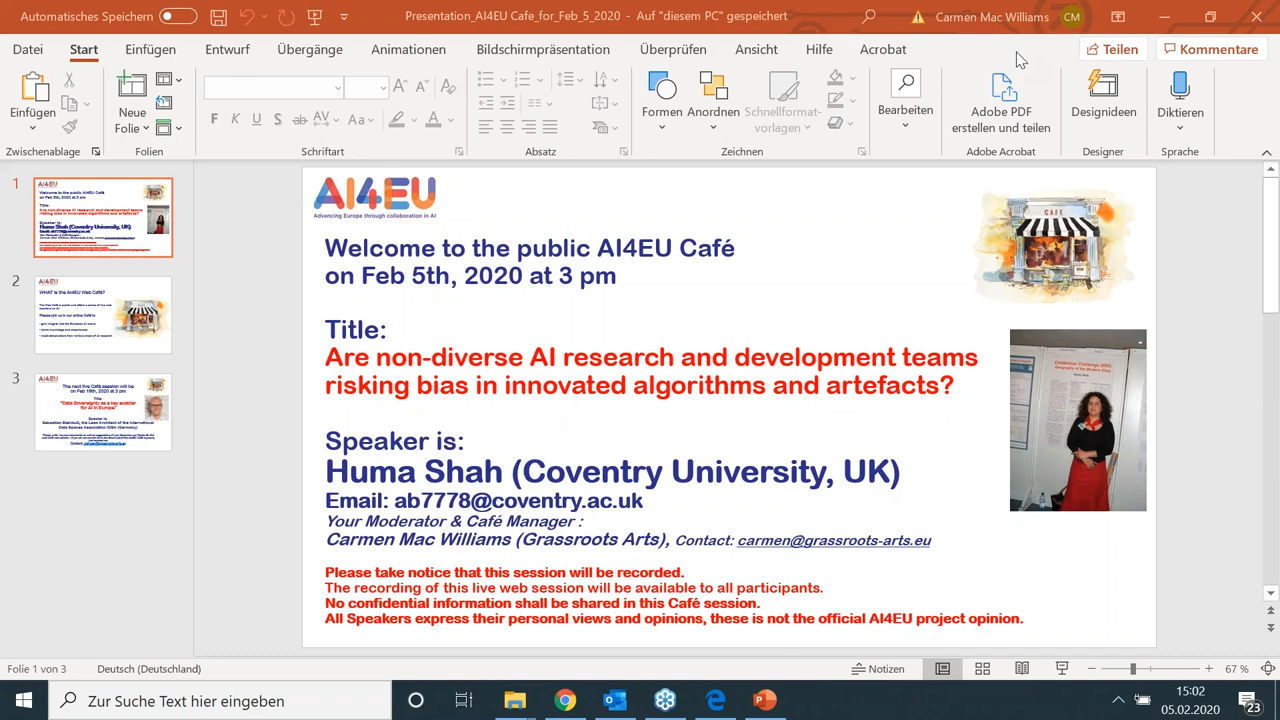 Automatisches Speichern
Presentation_AI4EU Cafe_for_Feb_5_2020 - Auf "diesem PC" gespeichert
Carmen Mac Williams
CM
Datei Start Einfügen Entwurf Übergänge Animationen Bildschirmpräsentation Überprüfen Ansicht Hilfe Acrobat
Teilen
Kommentare
Einfügen
Neue
Folie
Formen
Anordnen
Schnellformat-
vorlagen
Bearbeiten
Adobe PDF
erstellen und teilen
Designideen
Diktieren
Zwischenablage Folien Schriftart Absatz Zeichnen Adobe Acrobat Designer Sprache
1
2
3
AI4EU
Advancing Europe through collaboration in AI
CAFE
Welcome to the public AI4EU Café
on Feb 5th, 2020 at 3 pm
Title:
Are non-diverse AI research and development teams
risking bias in innovated algorithms and artefacts?
Speaker is:
Huma Shah (Coventry University, UK)
Email: ab7778@coventry.ac.uk
Your Moderator & Café Manager :
Carmen Mac Williams (Grassroots Arts), Contact: carmen@grassroots-arts.eu
Please take notice that this session will be recorded.
The recording of this live web session will be available to all participants.
No confidential information shall be shared in this Café session.
All Speakers express their personal views and opinions, these is not the official AI4EU project opinion.
Folie 1 von 3
Deutsch (Deutschland)
Notizen
67 %
Zur Suche Text hier eingeben
15:02
05.02.2020
23